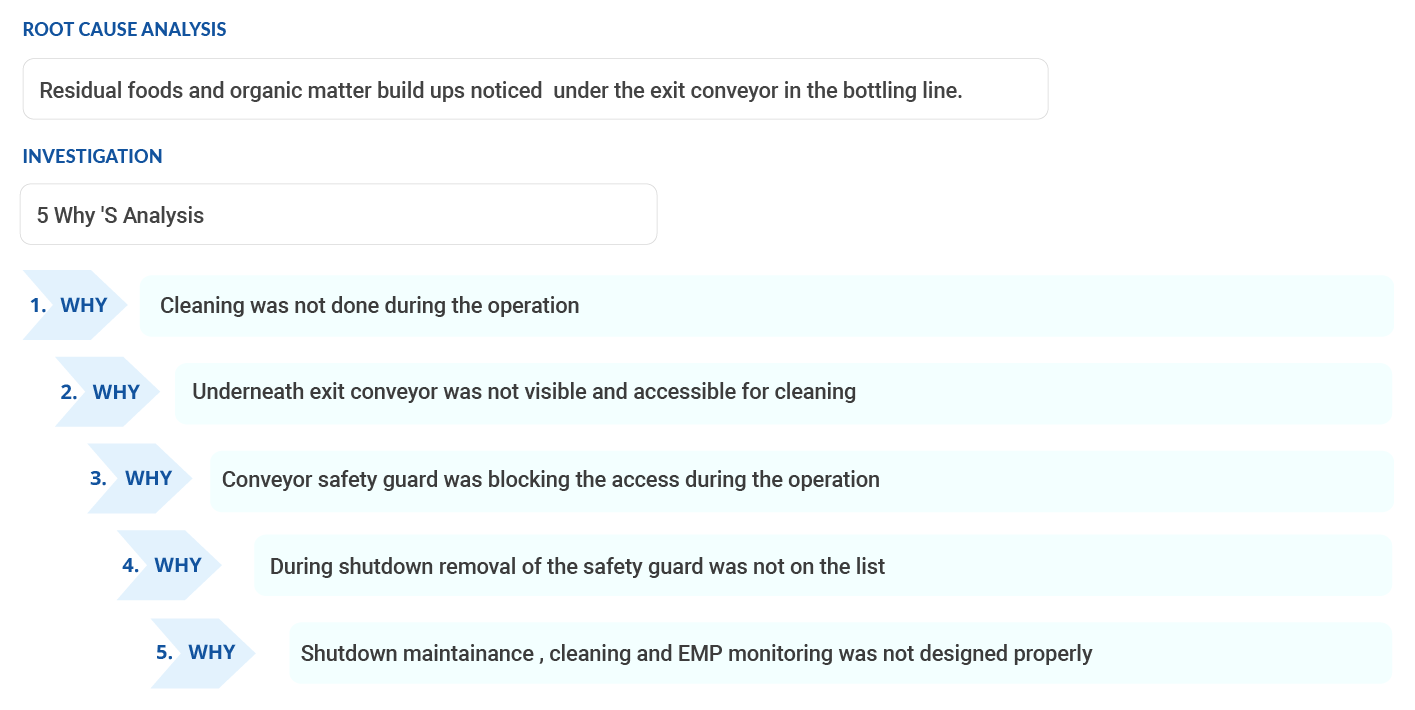 ROOT CAUSE ANALYSIS
Residual foods and organic matter build ups noticed  under the exit conveyor in the bottling line.
INVESTIGATION
5 Why 'S Analysis
1. WHY Cleaning was not done during the operation
2. WHY Underneath exit conveyor was not visible and accessible for cleaning
3. WHY Conveyor safety guard was blocking the access during the operation
4. WHY During shutdown removal of the safety guard was not on the list
5. WHY Shutdown maintainance , cleaning and EMP monitoring was not designed properly